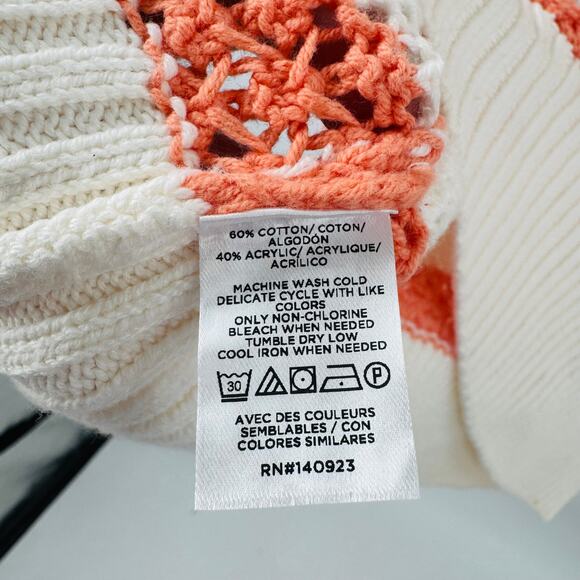 60% COTTON/ COTON/
ALGODÓN
40% ACRYLIC/ ACRYLIQUE/
ACRÍLICO
MACHINE WASH COLD
DELICATE CYCLE WITH LIKE
COLORS
ONLY NON-CHLORINE
BLEACH WHEN NEEDED
TUMBLE DRY LOW
COOL IRON WHEN NEEDED
30 P
AVEC DES COULEURS
SEMBLABLES / CON
COLORES SIMILARES
RN#140923